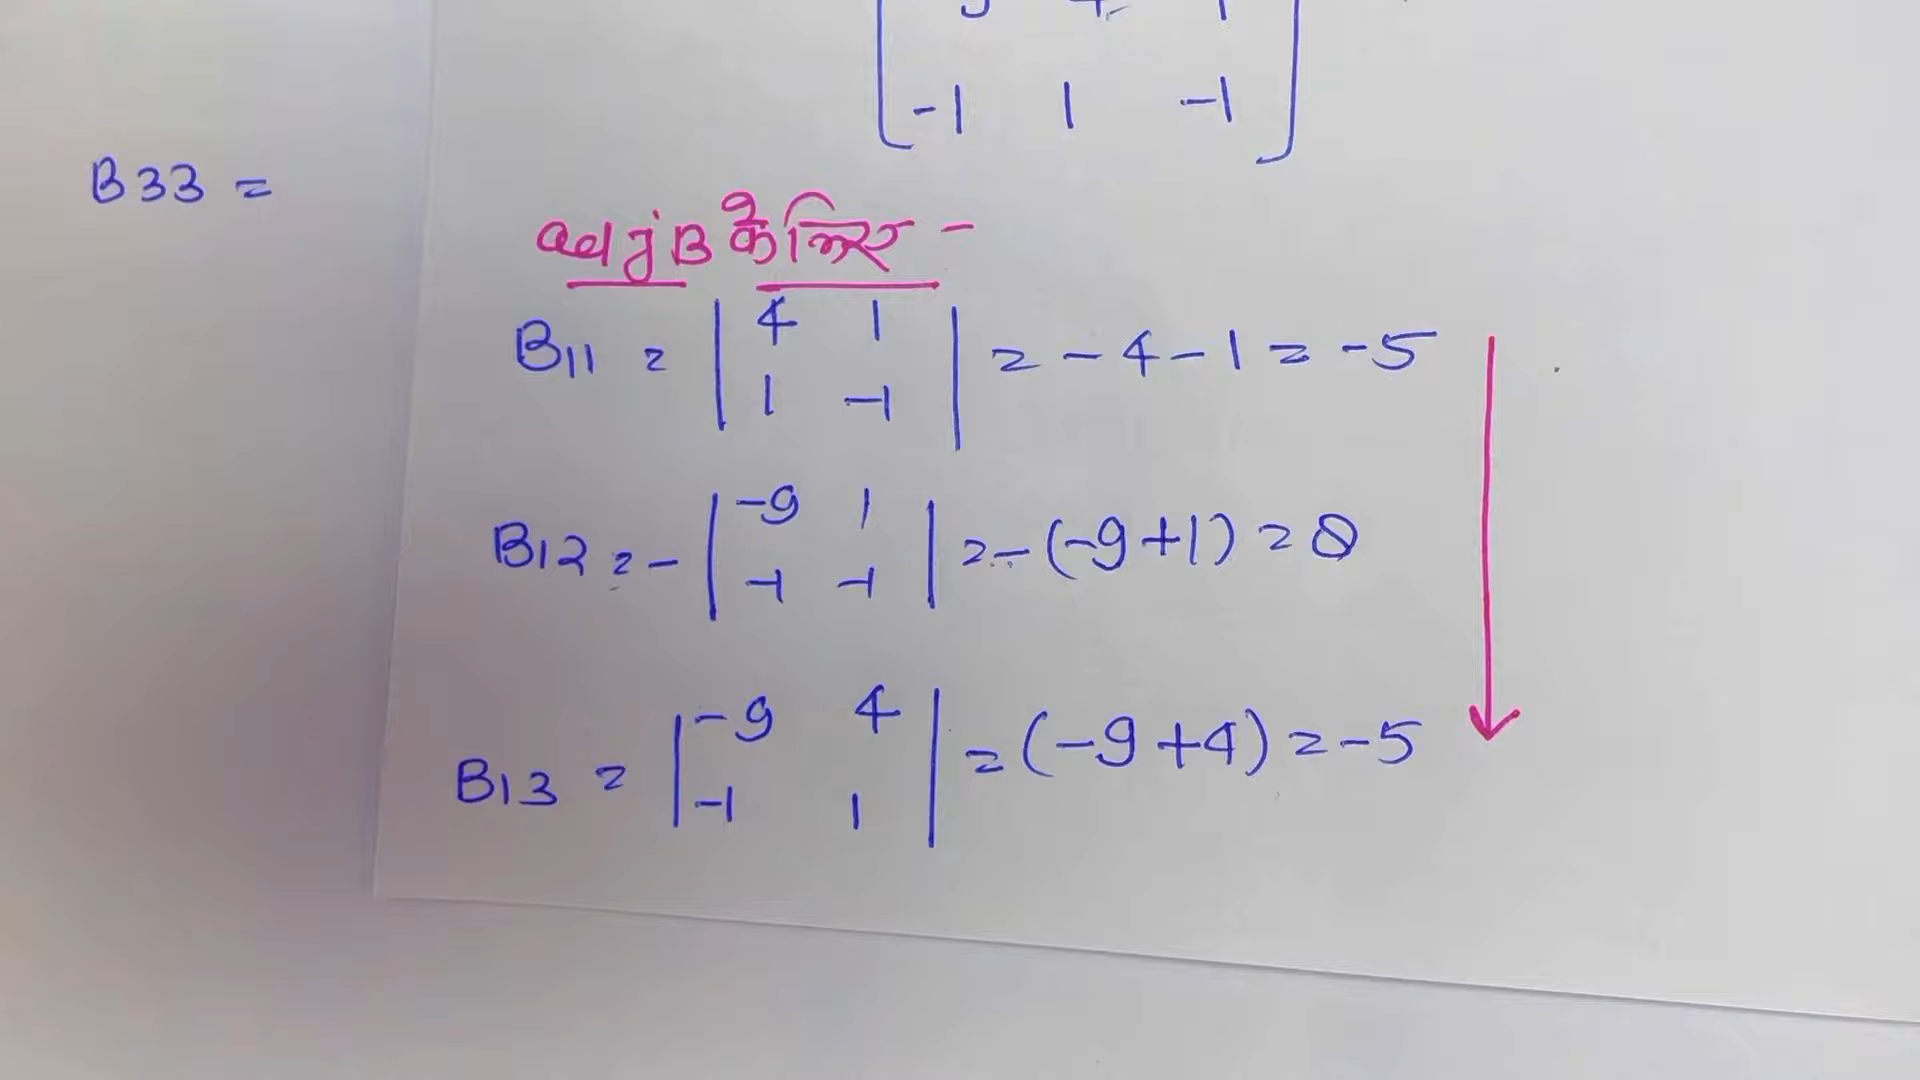 -1 1 -1
B33 =
adj B के लिए -
B11 = | 4 1 | = -4-1 = -5
| 1 -1 |
B12 = - | -9 1 | = -(-9+1) = 8
| -1 -1 |
B13 = | -9 4 | = (-9+4) = -5
| -1 1 |